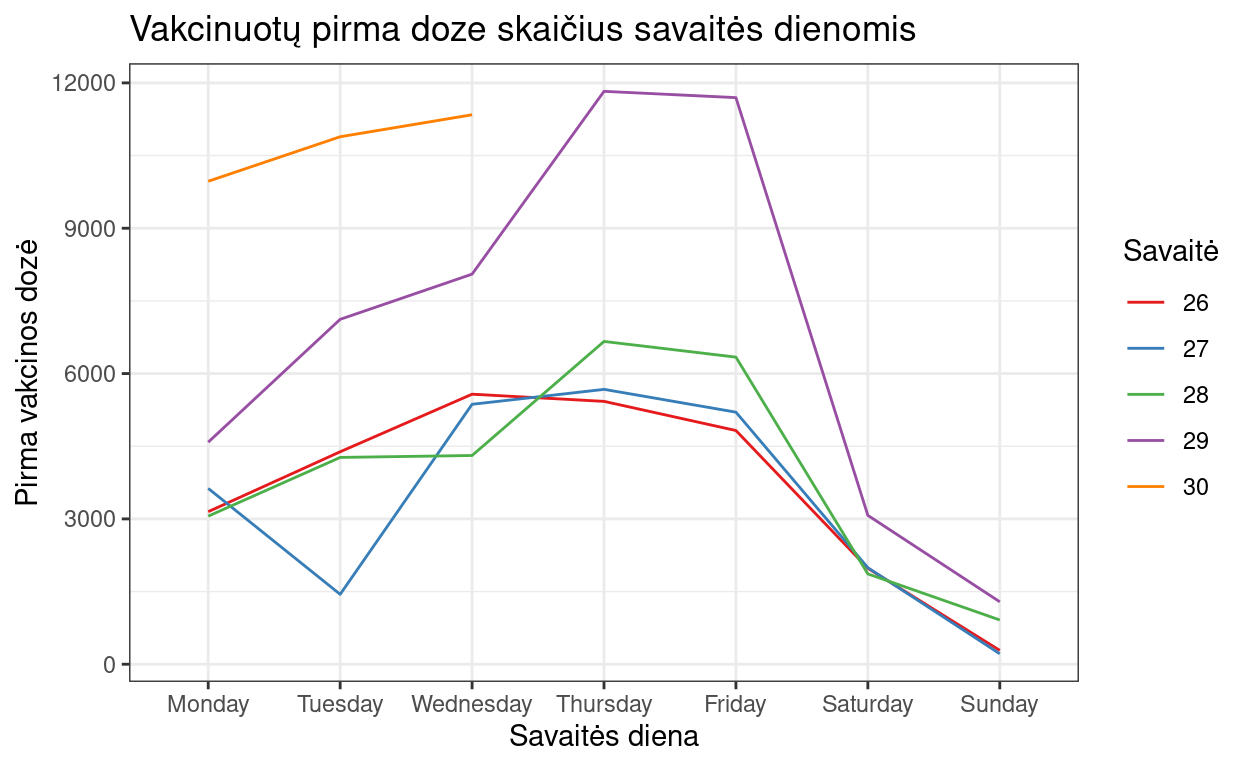 Vakcinuotų pirma doze skaičius savaitės dienomis
Pirma vakcinos dozė
12000
9000
6000
3000
0
Monday Tuesday Wednesday Thursday Friday Saturday Sunday
Savaitės diena
Savaitė
26
27
28
29
30